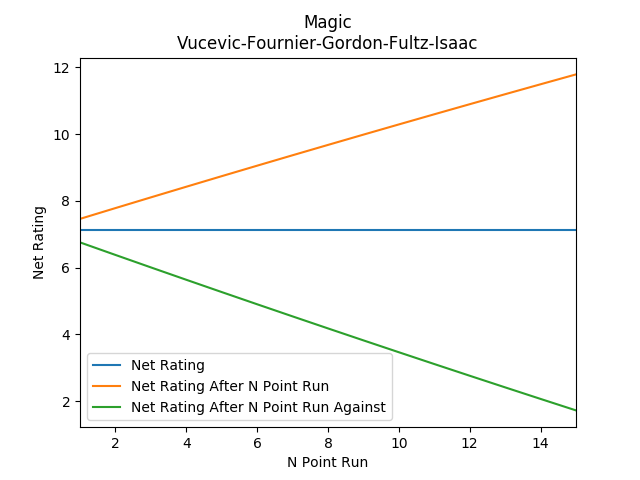 Magic
Vucevic-Fournier-Gordon-Fultz-Isaac
12
10
8
6
4
2
Net Rating
Net Rating
Net Rating After N Point Run
Net Rating After N Point Run Against
2
4
6
8
10
12
14
N Point Run